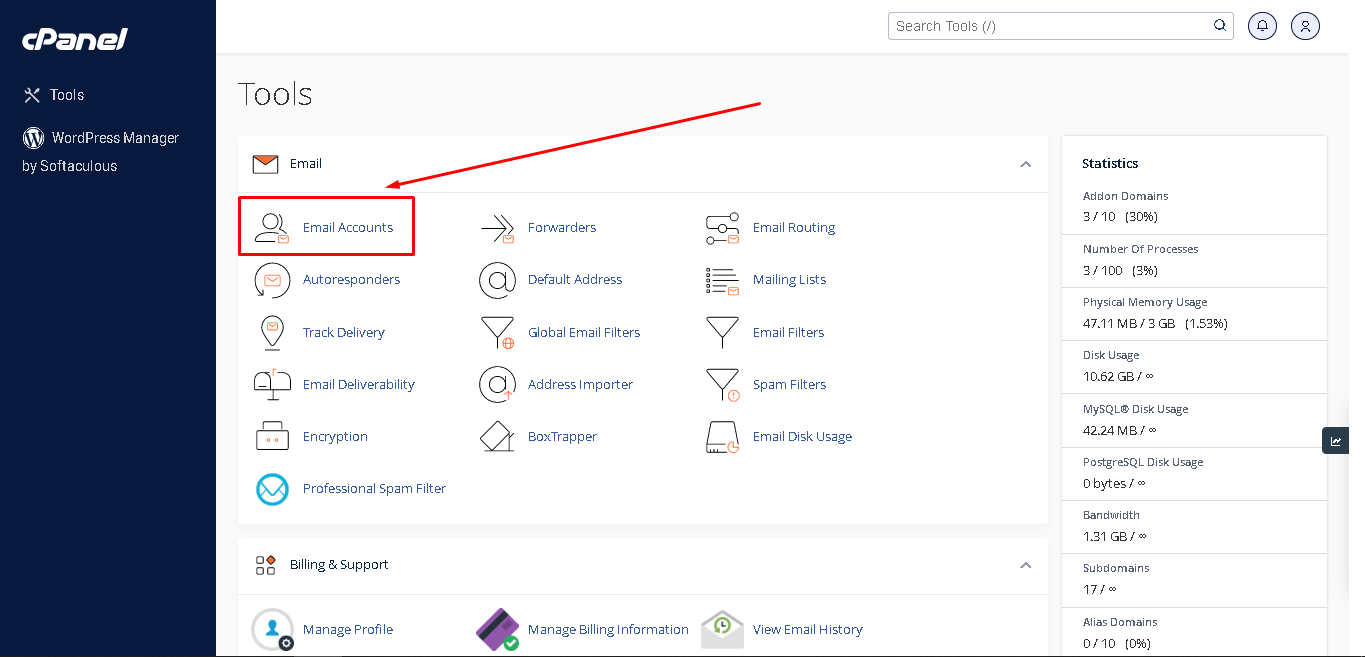 cPanel
Search Tools (/)
Tools
WordPress Manager
by Softaculous
Tools
Email
Email Accounts
Forwarders
Email Routing
Autoresponders
Default Address
Mailing Lists
Track Delivery
Global Email Filters
Email Filters
Email Deliverability
Address Importer
Spam Filters
Encryption
BoxTrapper
Email Disk Usage
Professional Spam Filter
Billing & Support
Manage Profile
Manage Billing Information
View Email History
Statistics
Addon Domains
3 / 10 (30%)
Number Of Processes
3 / 100 (3%)
Physical Memory Usage
47.11 MB / 3 GB (1.53%)
Disk Usage
10.62 GB / ∞
MySQL® Disk Usage
42.24 MB / ∞
PostgreSQL Disk Usage
0 bytes / ∞
Bandwidth
1.31 GB / ∞
Subdomains
17 / ∞
Alias Domains
0 / 10 (0%)